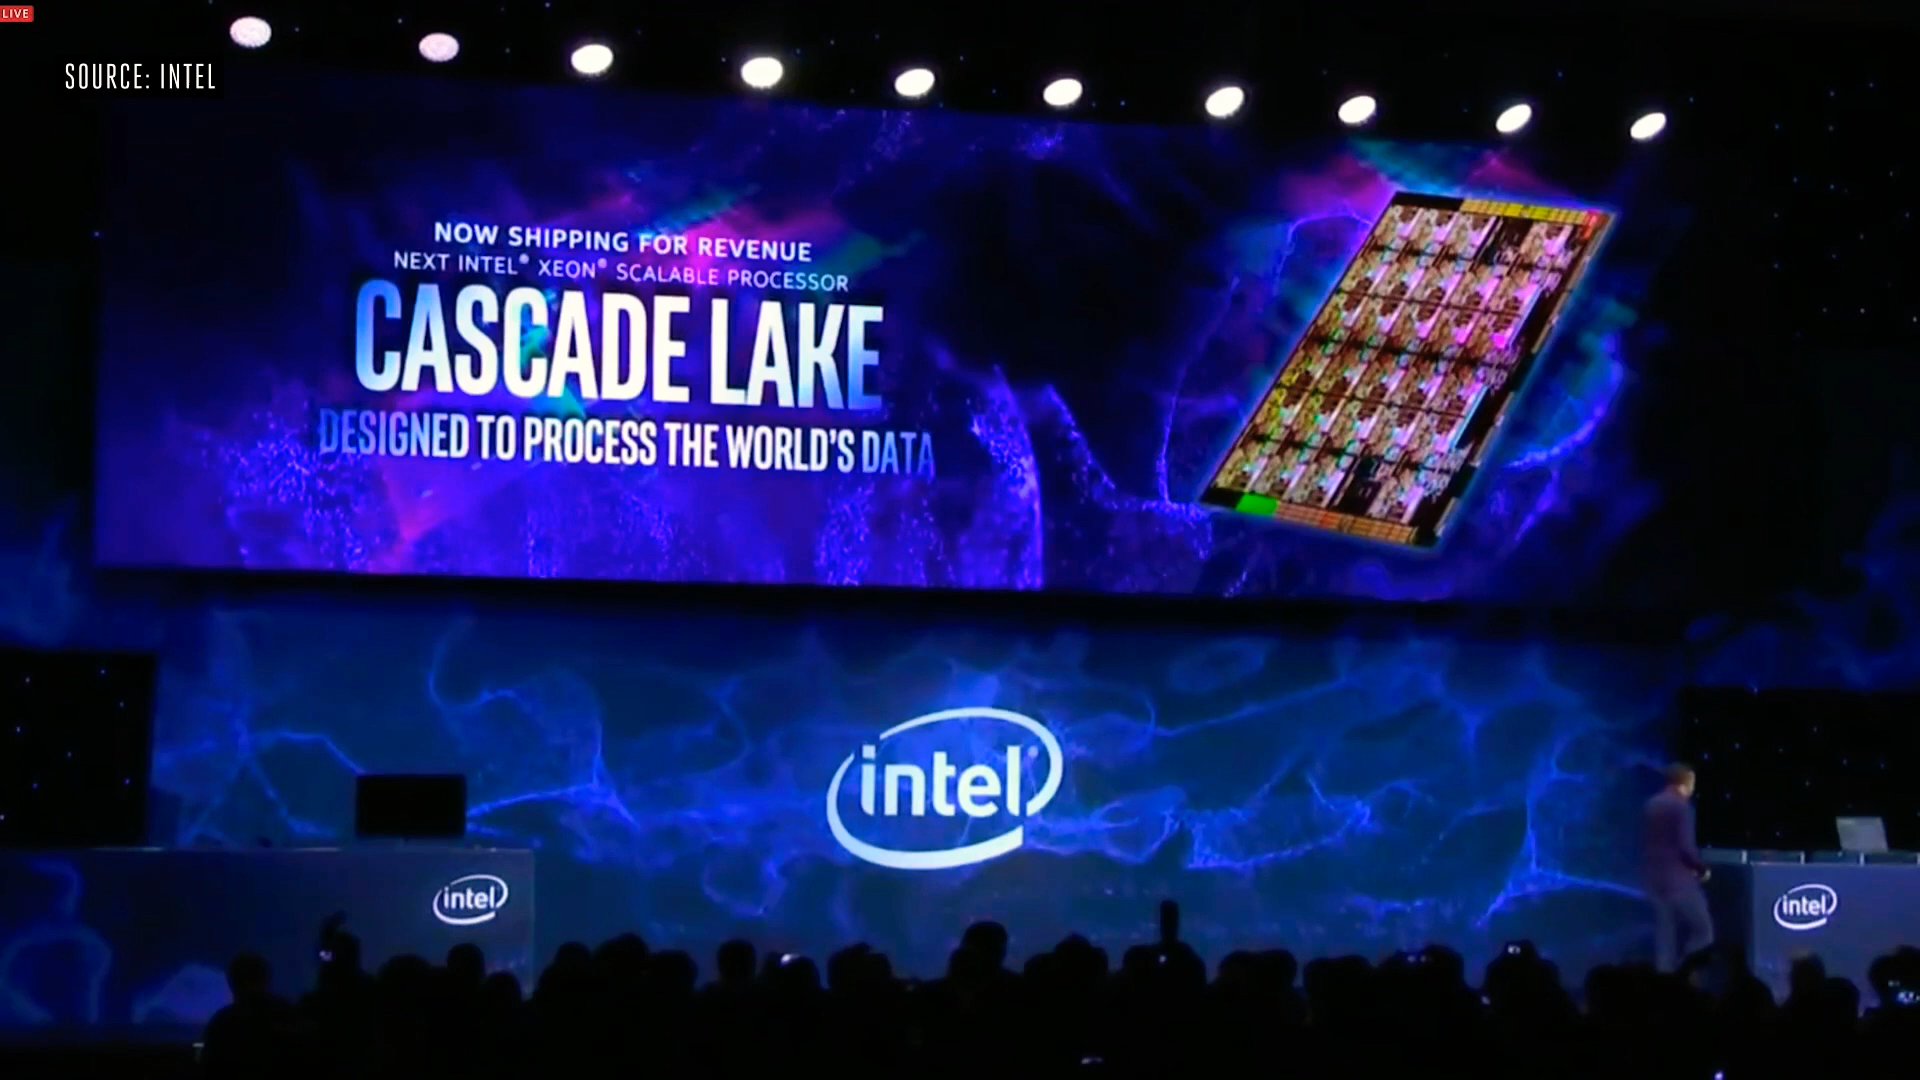 LIVE
SOURCE: INTEL
NOW SHIPPING FOR REVENUE
NEXT INTEL® XEON® SCALABLE PROCESSOR
CASCADE LAKE
DESIGNED TO PROCESS THE WORLD'S DATA
intel®
intel
intel